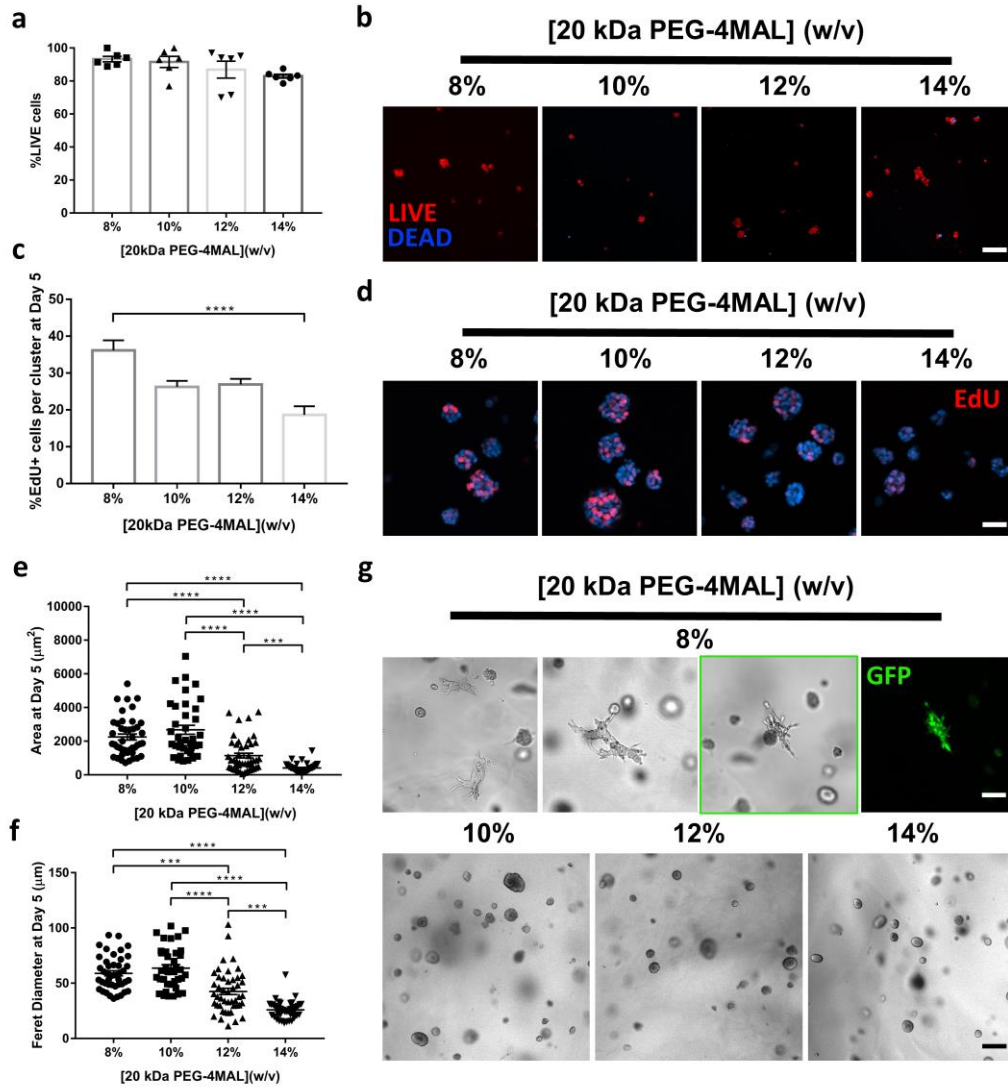 a
%LIVE cells
100
80
60
40
20
0
8% 10% 12% 14%
[20kDa PEG-4MAL](w/v)
b
[20 kDa PEG-4MAL] (w/v)
8% 10% 12% 14%
LIVE
DEAD
c
%EdU+ cells per cluster at Day 5
****
50
40
30
20
10
0
8% 10% 12% 14%
[20kDa PEG-4MAL](w/v)
d
[20 kDa PEG-4MAL] (w/v)
8% 10% 12% 14%
EdU
e
Area at Day 5 (µm²)
****
****
****
****
***
10000
8000
6000
4000
2000
0
8% 10% 12% 14%
[20 kDa PEG-4MAL] (w/v)
f
Feret Diameter at Day 5 (µm)
****
***
****
****
***
150
100
50
0
8% 10% 12% 14%
[20 kDa PEG-4MAL] (w/v)
g
[20 kDa PEG-4MAL] (w/v)
8%
GFP
10% 12% 14%